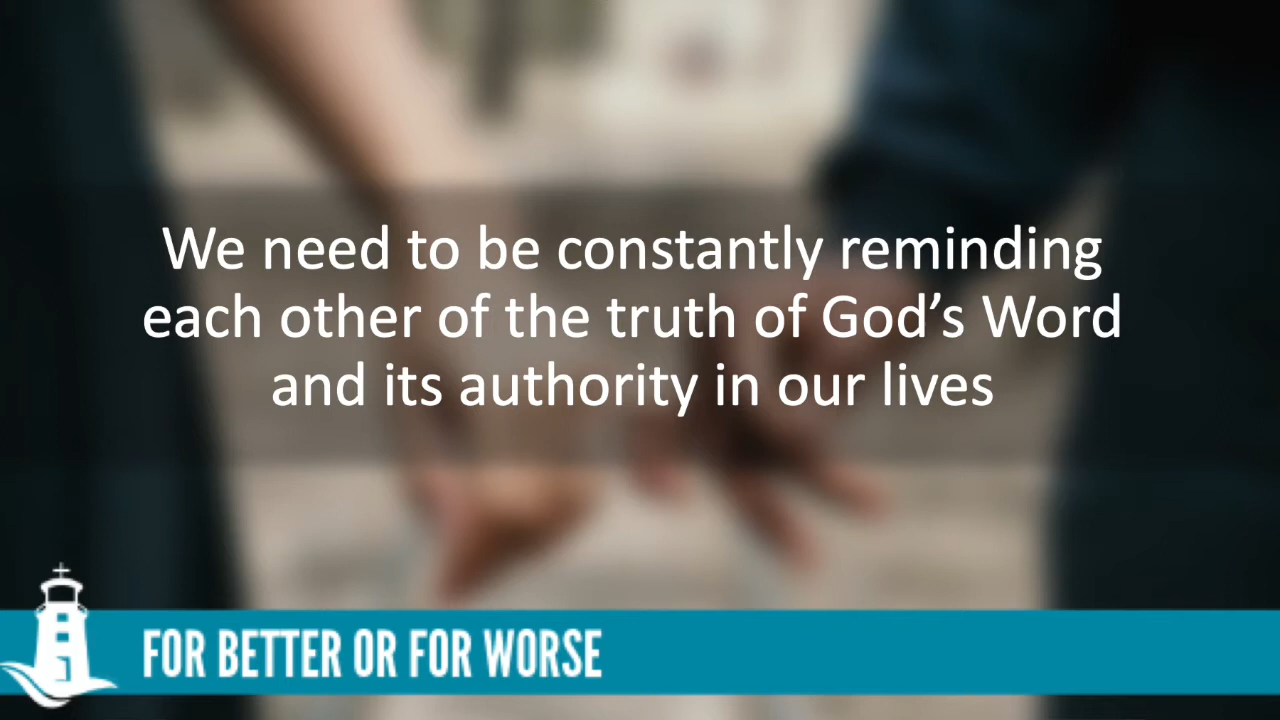 We need to be constantly reminding
each other of the truth of God’s Word
and its authority in our lives
FOR BETTER OR FOR WORSE